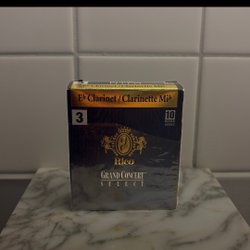 E♭ Clarinet / Clarinette Mi♭
3
10
Rico
GRAND CONCERT
SELECT